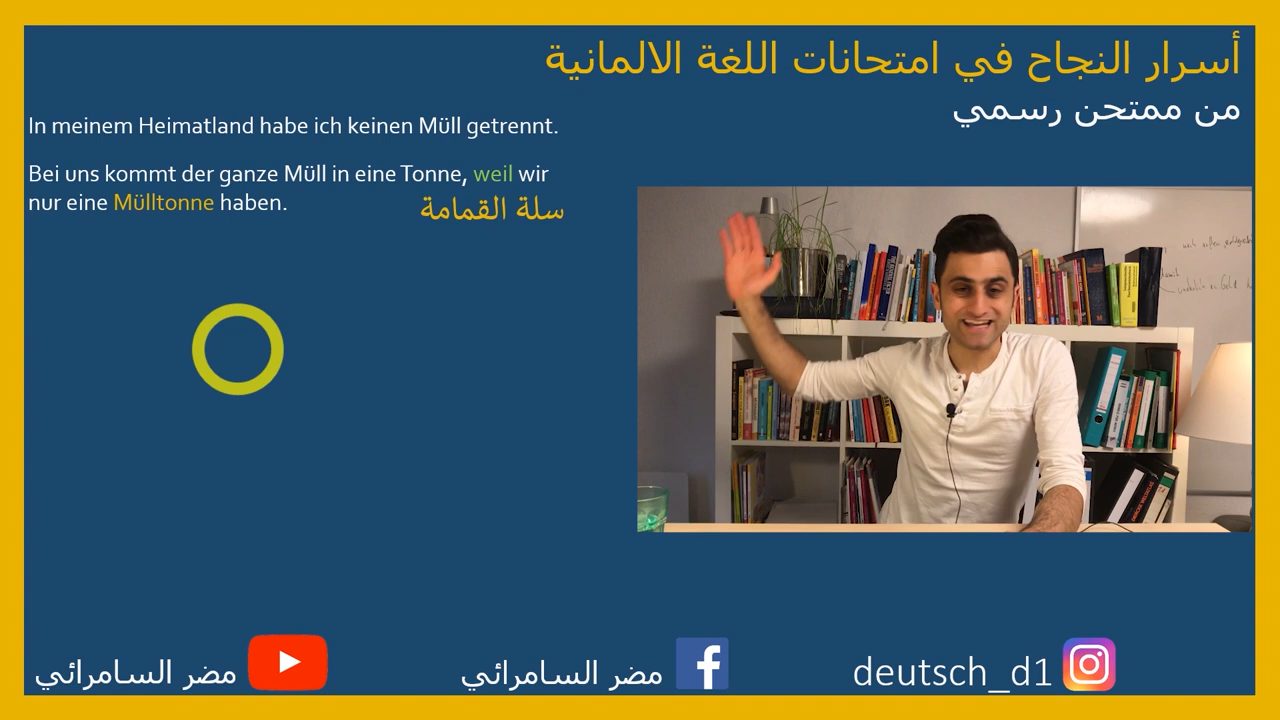 أسرار النجاح في امتحانات اللغة الالمانية
من ممتحن رسمي
In meinem Heimatland habe ich keinen Müll getrennt.
Bei uns kommt der ganze Müll in eine Tonne, weil wir
nur eine Mülltonne haben.
سلة القمامة
مضر السامرائي
مضر السامرائي
deutsch_d1